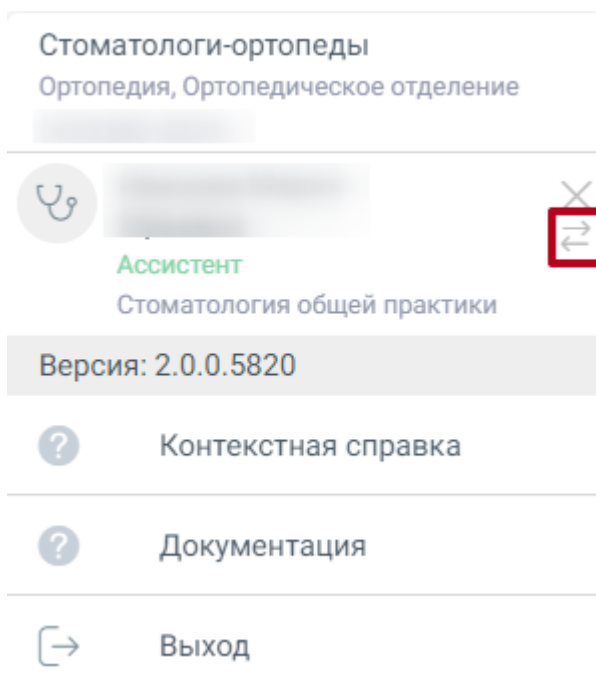 Стоматологи-ортопеды
Ортопедия, Ортопедическое отделение
Ассистент
Стоматология общей практики
Версия: 2.0.0.5820
Контекстная справка
Документация
Выход